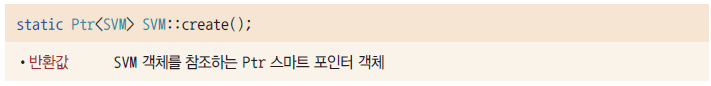 static Ptr<SVM> SVM::create();
• 반환값 SVM 객체를 참조하는 Ptr 스마트 포인터 객체